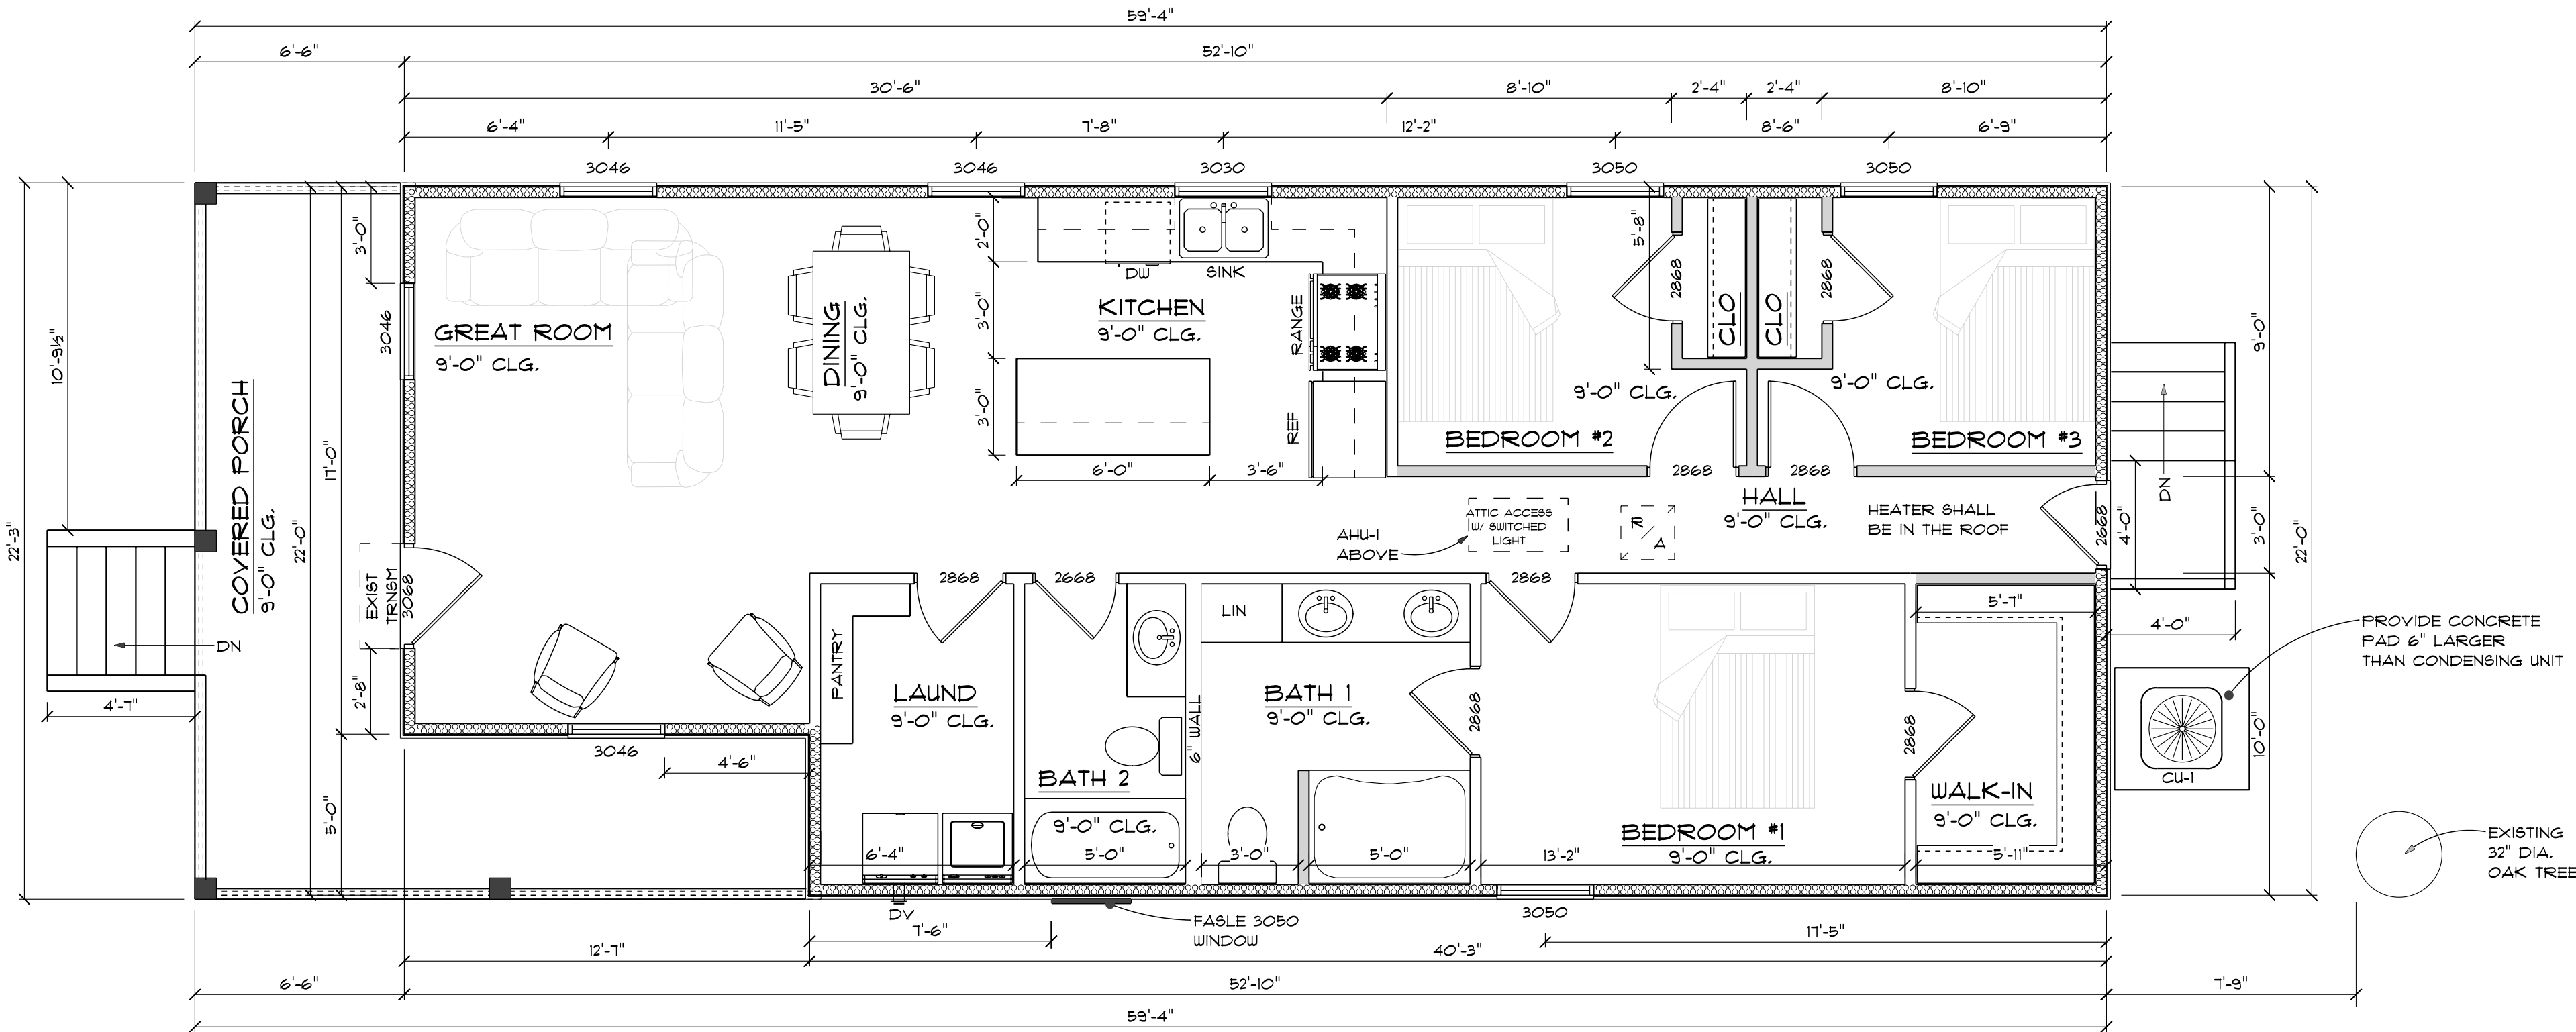 59'-4"
6'-6"
52'-10"
30'-6"
8'-10"
2'-4"
2'-4"
8'-10"
6'-4"
11'-5"
7'-8"
12'-2"
8'-6"
6'-9"
3046
3046
3030
3050
3050
22'-3"
10'-9½"
4'-7"
DN
COVERED PORCH
9'-0" CLG.
22'-0"
17'-0"
5'-0"
3'-0"
3046
EXIST
TRNSM
3068
2'-8"
GREAT ROOM
9'-0" CLG.
DINING
9'-0" CLG.
2'-0"
3'-0"
3'-0"
DW
SINK
KITCHEN
9'-0" CLG.
RANGE
REF
6'-0"
3'-6"
5'-8"
2868
CLO
CLO
2868
9'-0" CLG.
9'-0" CLG.
BEDROOM #2
BEDROOM #3
2868
2868
HALL
9'-0" CLG.
HEATER SHALL
BE IN THE ROOF
ATTIC ACCESS
W/ SWITCHED
LIGHT
AHU-1
ABOVE
R/A
2668
4'-0"
DN
9'-0"
3'-0"
22'-0"
10'-0"
4'-0"
PROVIDE CONCRETE
PAD 6" LARGER
THAN CONDENSING UNIT
CU-1
EXISTING
32" DIA.
OAK TREE
2868
2668
2868
PANTRY
LAUND
9'-0" CLG.
LIN
6" WALL
BATH 1
9'-0" CLG.
BATH 2
9'-0" CLG.
2868
2868
5'-7"
WALK-IN
9'-0" CLG.
BEDROOM #1
9'-0" CLG.
3046
4'-6"
6'-4"
5'-0"
3'-0"
5'-0"
13'-2"
5'-11"
DV
FASLE 3050
WINDOW
3050
7'-6"
17'-5"
12'-7"
40'-3"
6'-6"
52'-10"
7'-9"
59'-4"